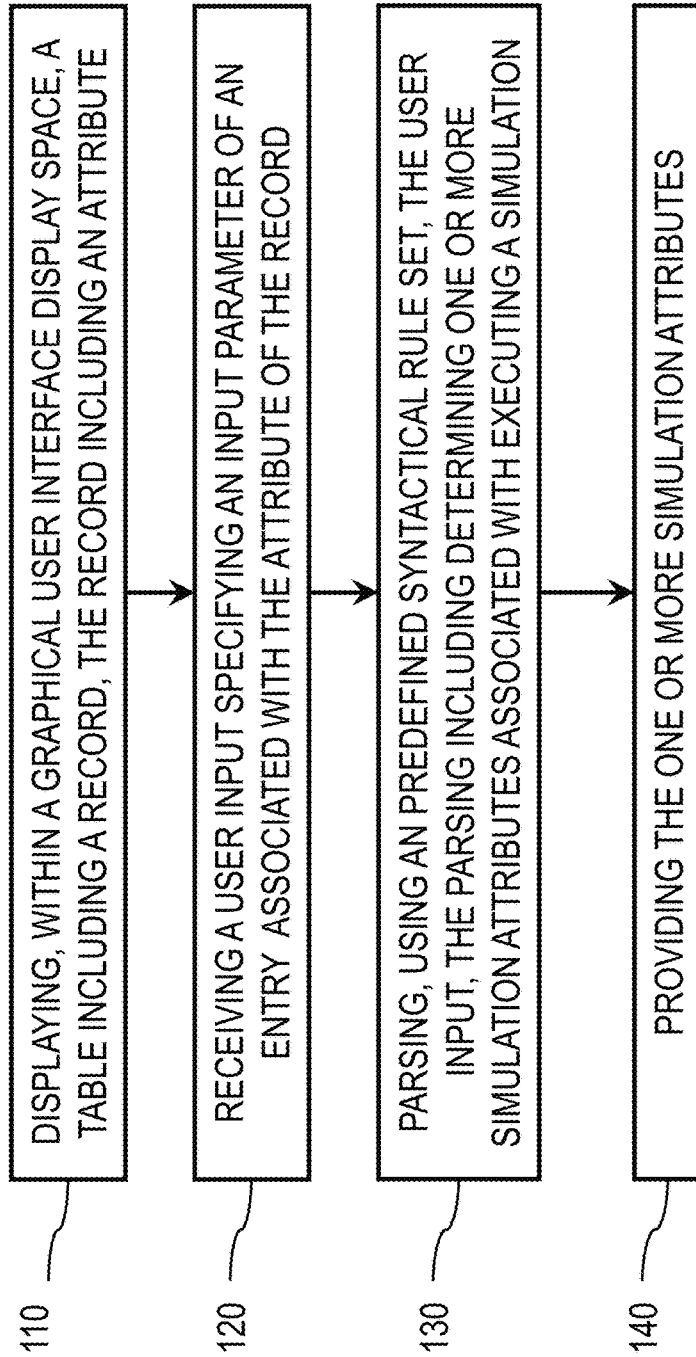 110
DISPLAYING, WITHIN A GRAPHICAL USER INTERFACE DISPLAY SPACE, A
TABLE INCLUDING A RECORD, THE RECORD INCLUDING AN ATTRIBUTE
120
RECEIVING A USER INPUT SPECIFYING AN INPUT PARAMETER OF AN
ENTRY ASSOCIATED WITH THE ATTRIBUTE OF THE RECORD
130
PARSING, USING AN PREDEFINED SYNTACTICAL RULE SET, THE USER
INPUT, THE PARSING INCLUDING DETERMINING ONE OR MORE
SIMULATION ATTRIBUTES ASSOCIATED WITH EXECUTING A SIMULATION
140
PROVIDING THE ONE OR MORE SIMULATION ATTRIBUTES